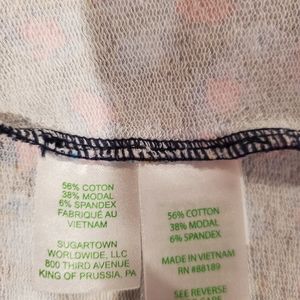 56% COTTON
38% MODAL
6% SPANDEX
FABRIQUÉ AU
VIETNAM
SUGARTOWN
WORLDWIDE, LLC
800 THIRD AVENUE
KING OF PRUSSIA, PA
56% COTTON
38% MODAL
6% SPANDEX
MADE IN VIETNAM
RN #88189
SEE REVERSE